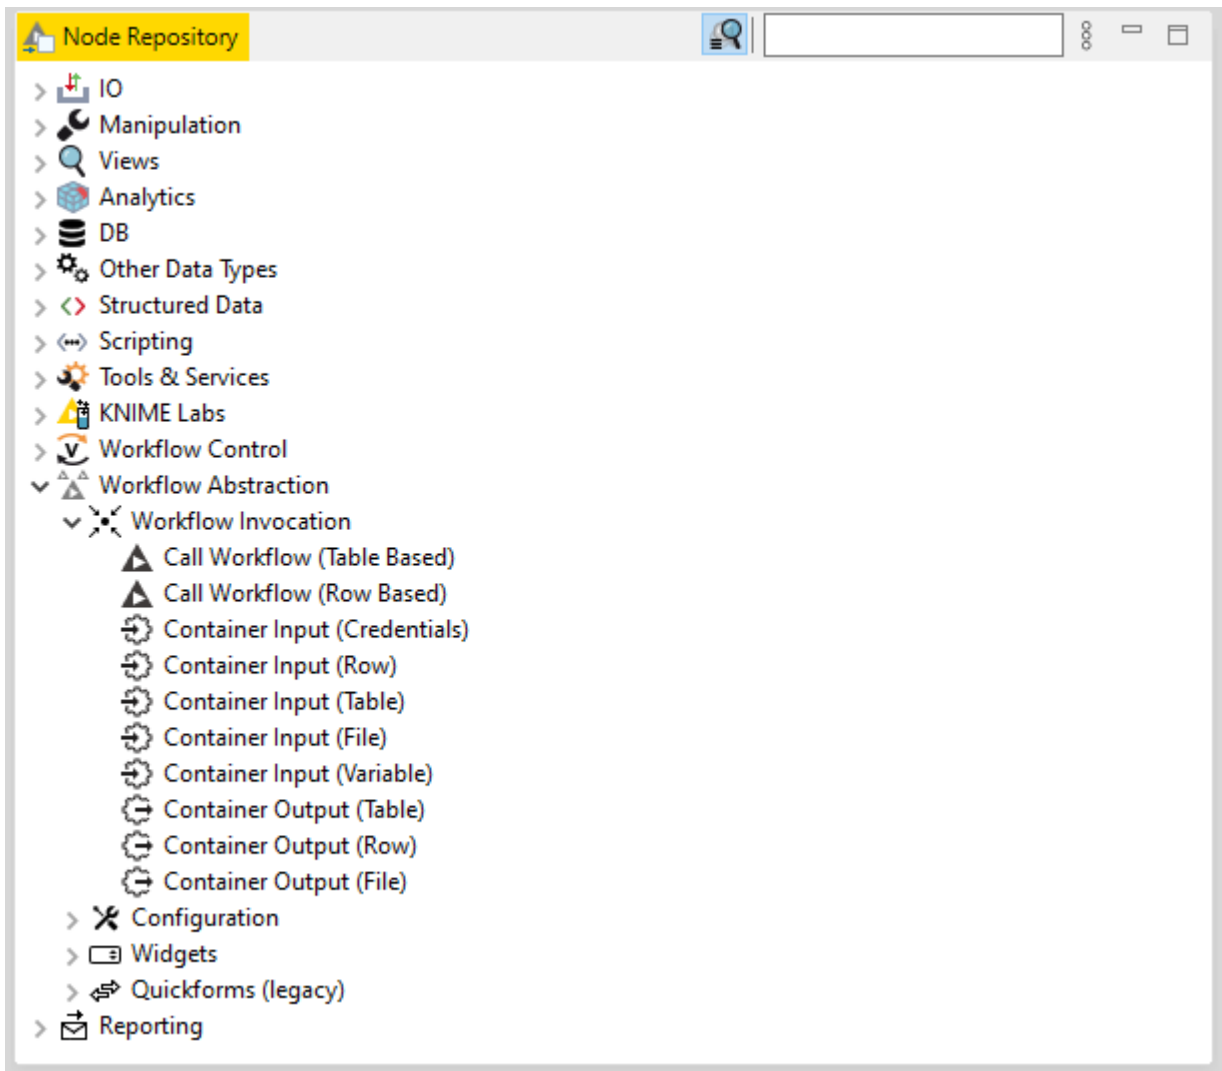 Node Repository
IO
Manipulation
Views
Analytics
DB
Other Data Types
Structured Data
Scripting
Tools & Services
KNIME Labs
Workflow Control
Workflow Abstraction
Workflow Invocation
Call Workflow (Table Based)
Call Workflow (Row Based)
Container Input (Credentials)
Container Input (Row)
Container Input (Table)
Container Input (File)
Container Input (Variable)
Container Output (Table)
Container Output (Row)
Container Output (File)
Configuration
Widgets
Quickforms (legacy)
Reporting